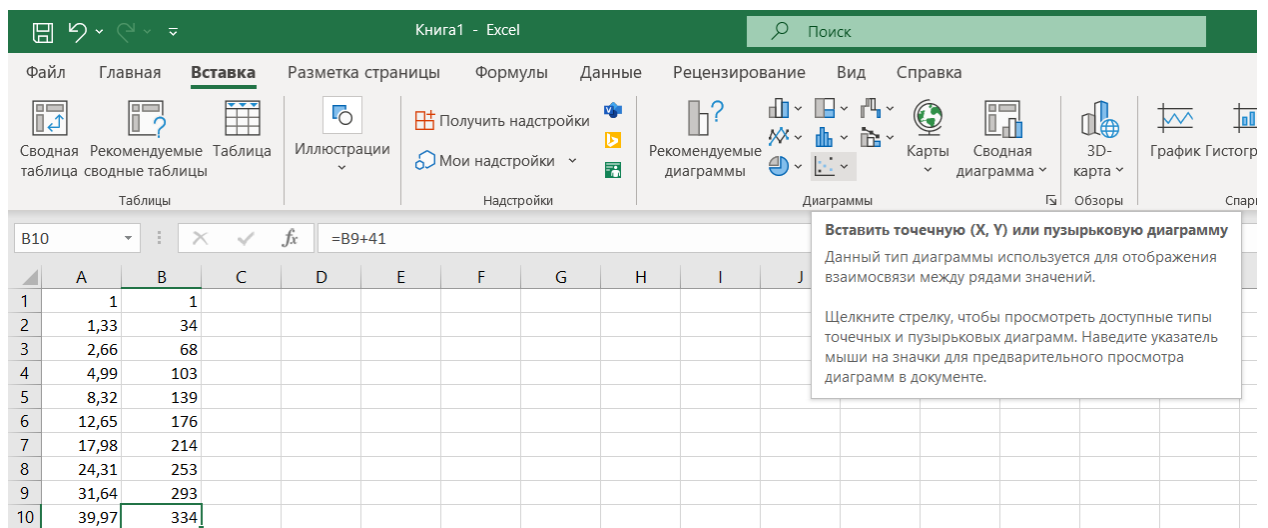 Книга1 - Excel
Поиск
Файл Главная Вставка Разметка страницы Формулы Данные Рецензирование Вид Справка
Сводная таблица
Рекомендуемые сводные таблицы
Таблица
Иллюстрации
Получить надстройки
Мои надстройки
Рекомендуемые диаграммы
Карты
Сводная диаграмма
3D-карта
График
Гистогр
Таблицы
Надстройки
Диаграммы
Обзоры
Спарк
B10 fx =B9+41
Вставить точечную (X, Y) или пузырьковую диаграмму
Данный тип диаграммы используется для отображения
взаимосвязи между рядами значений.
Щелкните стрелку, чтобы просмотреть доступные типы
точечных и пузырьковых диаграмм. Наведите указатель
мыши на значки для предварительного просмотра
диаграмм в документе.
A B C D E F G H I J
1 1 1
2 1,33 34
3 2,66 68
4 4,99 103
5 8,32 139
6 12,65 176
7 17,98 214
8 24,31 253
9 31,64 293
10 39,97 334